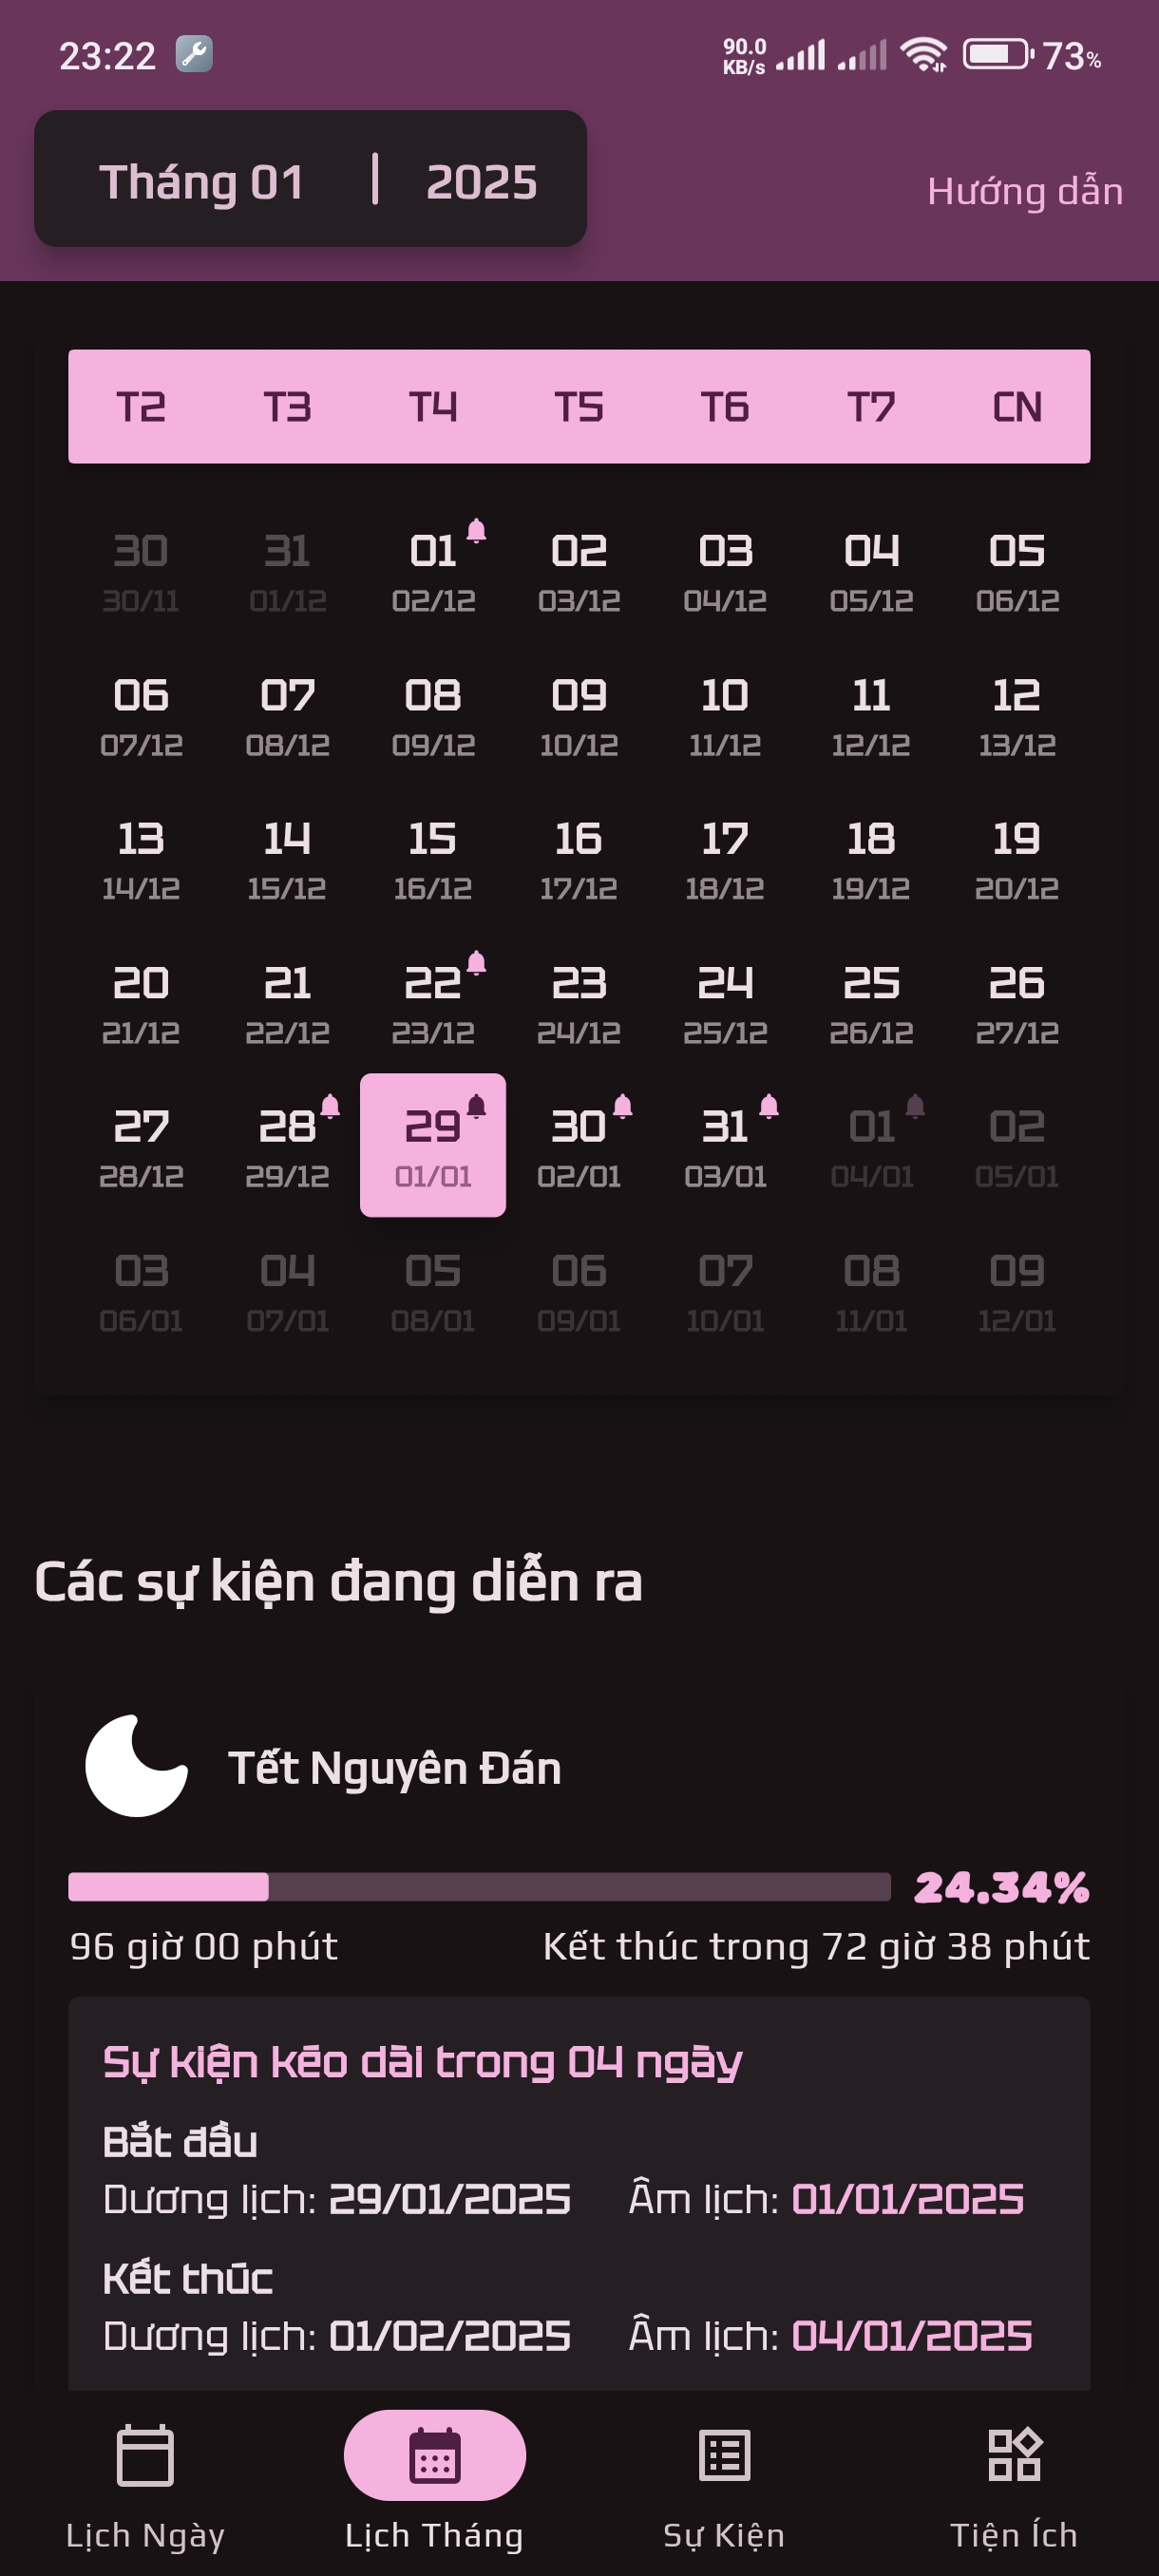 23:22 90.0 KB/s 73%
Tháng 01 | 2025 Hướng dẫn
T2 T3 T4 T5 T6 T7 CN
30 31 01 02 03 04 05
30/11 01/12 02/12 03/12 04/12 05/12 06/12
06 07 08 09 10 11 12
07/12 08/12 09/12 10/12 11/12 12/12 13/12
13 14 15 16 17 18 19
14/12 15/12 16/12 17/12 18/12 19/12 20/12
20 21 22 23 24 25 26
21/12 22/12 23/12 24/12 25/12 26/12 27/12
27 28 29 30 31 01 02
28/12 29/12 01/01 02/01 03/01 04/01 05/01
03 04 05 06 07 08 09
06/01 07/01 08/01 09/01 10/01 11/01 12/01
Các sự kiện đang diễn ra
Tết Nguyên Đán
24.34%
96 giờ 00 phút Kết thúc trong 72 giờ 38 phút
Sự kiện kéo dài trong 04 ngày
Bắt đầu
Dương lịch: 29/01/2025 Âm lịch: 01/01/2025
Kết thúc
Dương lịch: 01/02/2025 Âm lịch: 04/01/2025
Lịch Ngày Lịch Tháng Sự Kiện Tiện Ích